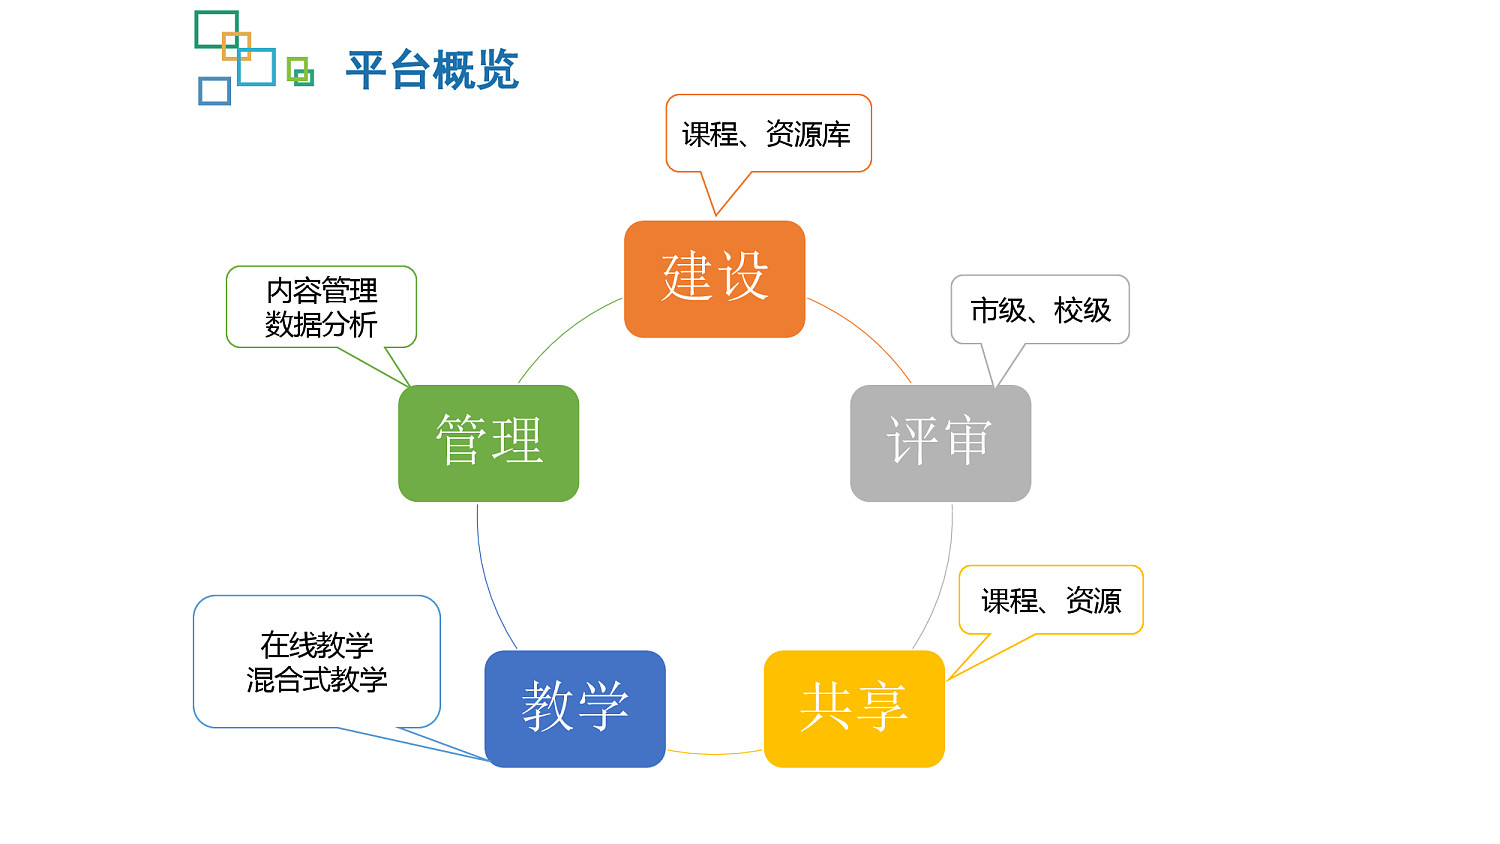 平台概览
课程、资源库
建设
内容管理
数据分析
市级、校级
管理
评审
课程、资源
在线教学
混合式教学
教学
共享